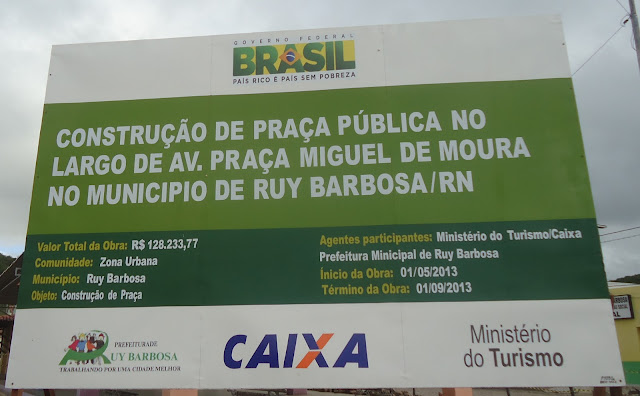 GOVERNO FEDERAL
BRASIL
PAÍS RICO É PAÍS SEM POBREZA
CONSTRUÇÃO DE PRAÇA PÚBLICA NO
LARGO DE AV. PRAÇA MIGUEL DE MOURA
NO MUNICIPIO DE RUY BARBOSA/RN
Valor Total da Obra: R$ 128.233,77
Comunidade: Zona Urbana
Município: Ruy Barbosa
Objeto: Construção de Praça
Agentes participantes: Ministério do Turismo/Caixa
Prefeitura Minicipal de Ruy Barbosa
Ínicio da Obra: 01/05/2013
Término da Obra: 01/09/2013
PREFEITURA DE
RUY BARBOSA
TRABALHANDO POR UMA CIDADE MELHOR
CAIXA
Ministério
do Turismo